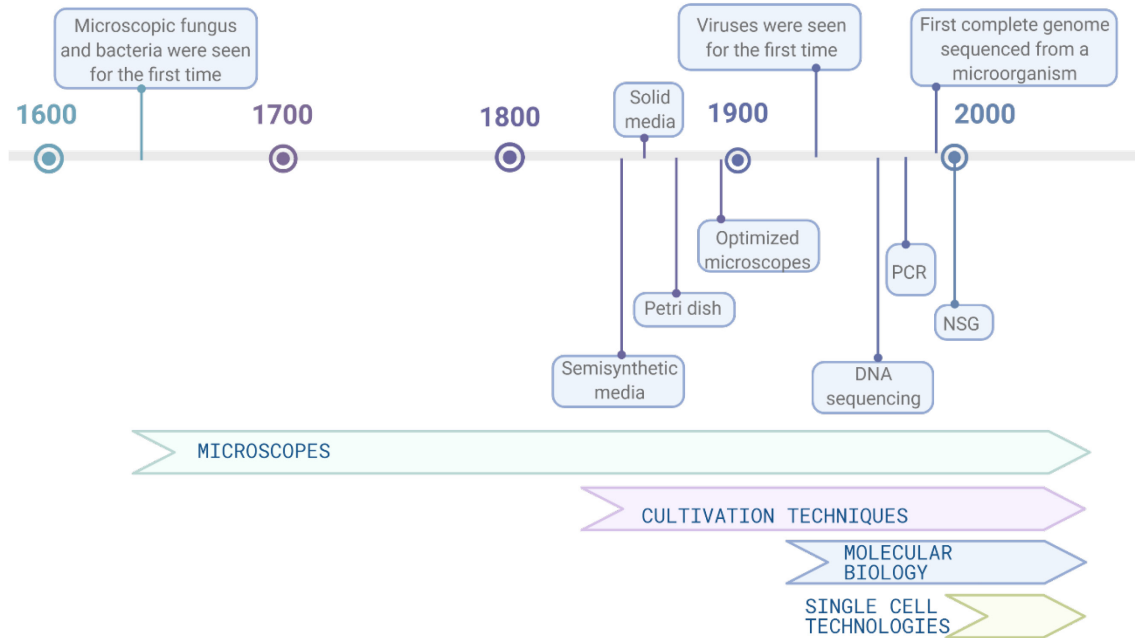 Microscopic fungus
and bacteria were seen
for the first time
Viruses were seen
for the first time
First complete genome
sequenced from a
microorganism
Solid
media
1600
1700
1800
1900
2000
Optimized
microscopes
PCR
Petri dish
NSG
Semisynthetic
media
DNA
sequencing
MICROSCOPES
CULTIVATION TECHNIQUES
MOLECULAR
BIOLOGY
SINGLE CELL
TECHNOLOGIES